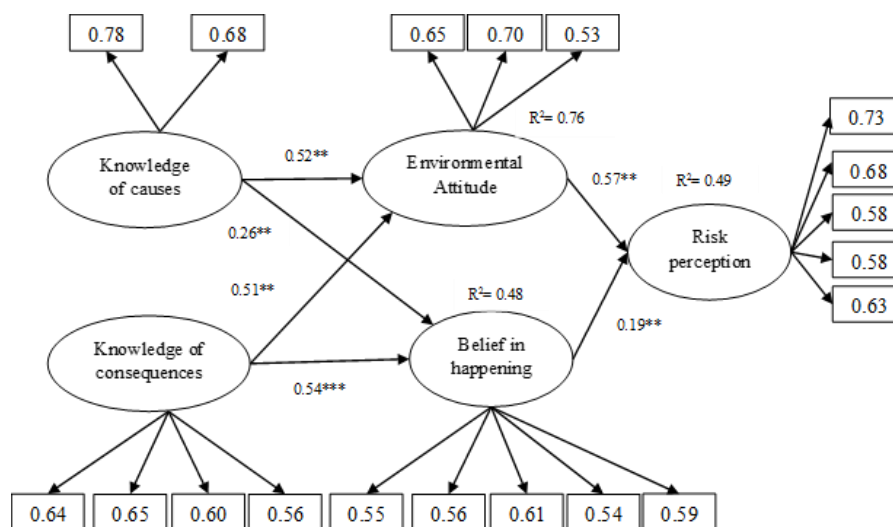 0.78 0.68 0.65 0.70 0.53
R²= 0.76
0.73
Knowledge
of causes
0.52**
Environmental
Attitude
0.57**
R²= 0.49
0.68
0.58
0.26**
Risk
perception
0.58
0.51**
R²= 0.48
0.63
Knowledge of
consequences
0.54***
Belief in
happening
0.19**
0.64 0.65 0.60 0.56 0.55 0.56 0.61 0.54 0.59